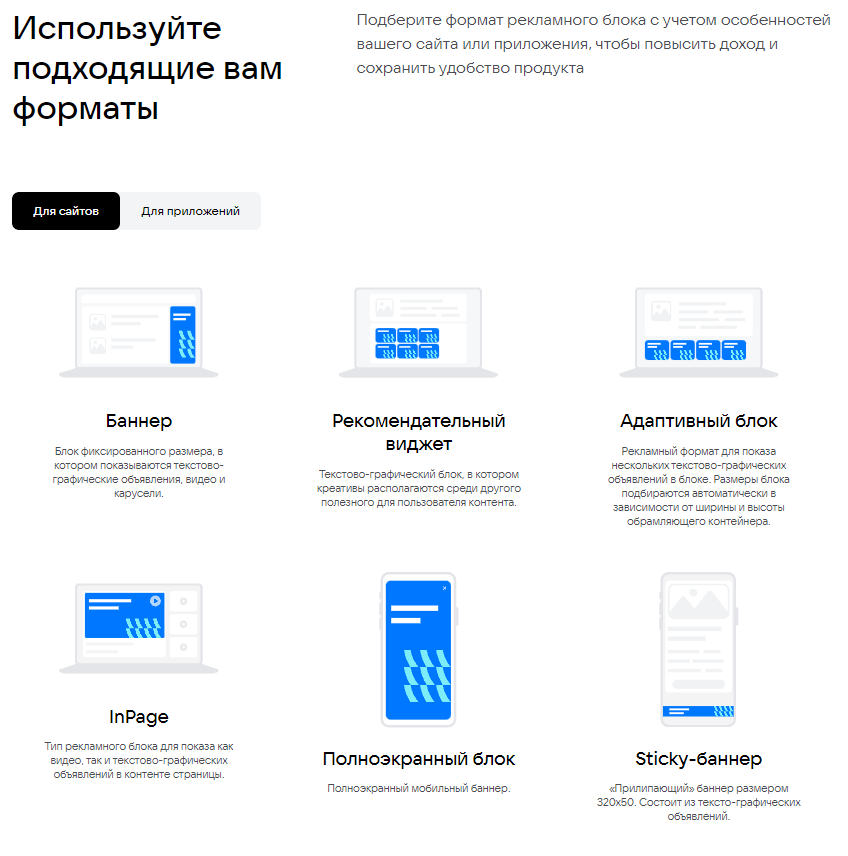 Используйте
подходящие вам
форматы
Подберите формат рекламного блока с учетом особенностей
вашего сайта или приложения, чтобы повысить доход и
сохранить удобство продукта
Для сайтов
Для приложений
Баннер
Блок фиксированного размера, в
котором показываются текстово-
графические объявления, видео и
карусели.
Рекомендательный
виджет
Текстово-графический блок, в котором
креативы располагаются среди другого
полезного для пользователя контента.
Адаптивный блок
Рекламный формат для показа
нескольких текстово-графических
объявлений в блоке. Размеры блока
подбираются автоматически в
зависимости от ширины и высоты
обрамляющего контейнера.
InPage
Тип рекламного блока для показа как
видео, так и текстово-графических
объявлений в контенте страницы.
Полноэкранный блок
Полноэкранный мобильный баннер.
Sticky-баннер
«Прилипающий» баннер размером
320x50. Состоит из тексто-графических
объявлений.